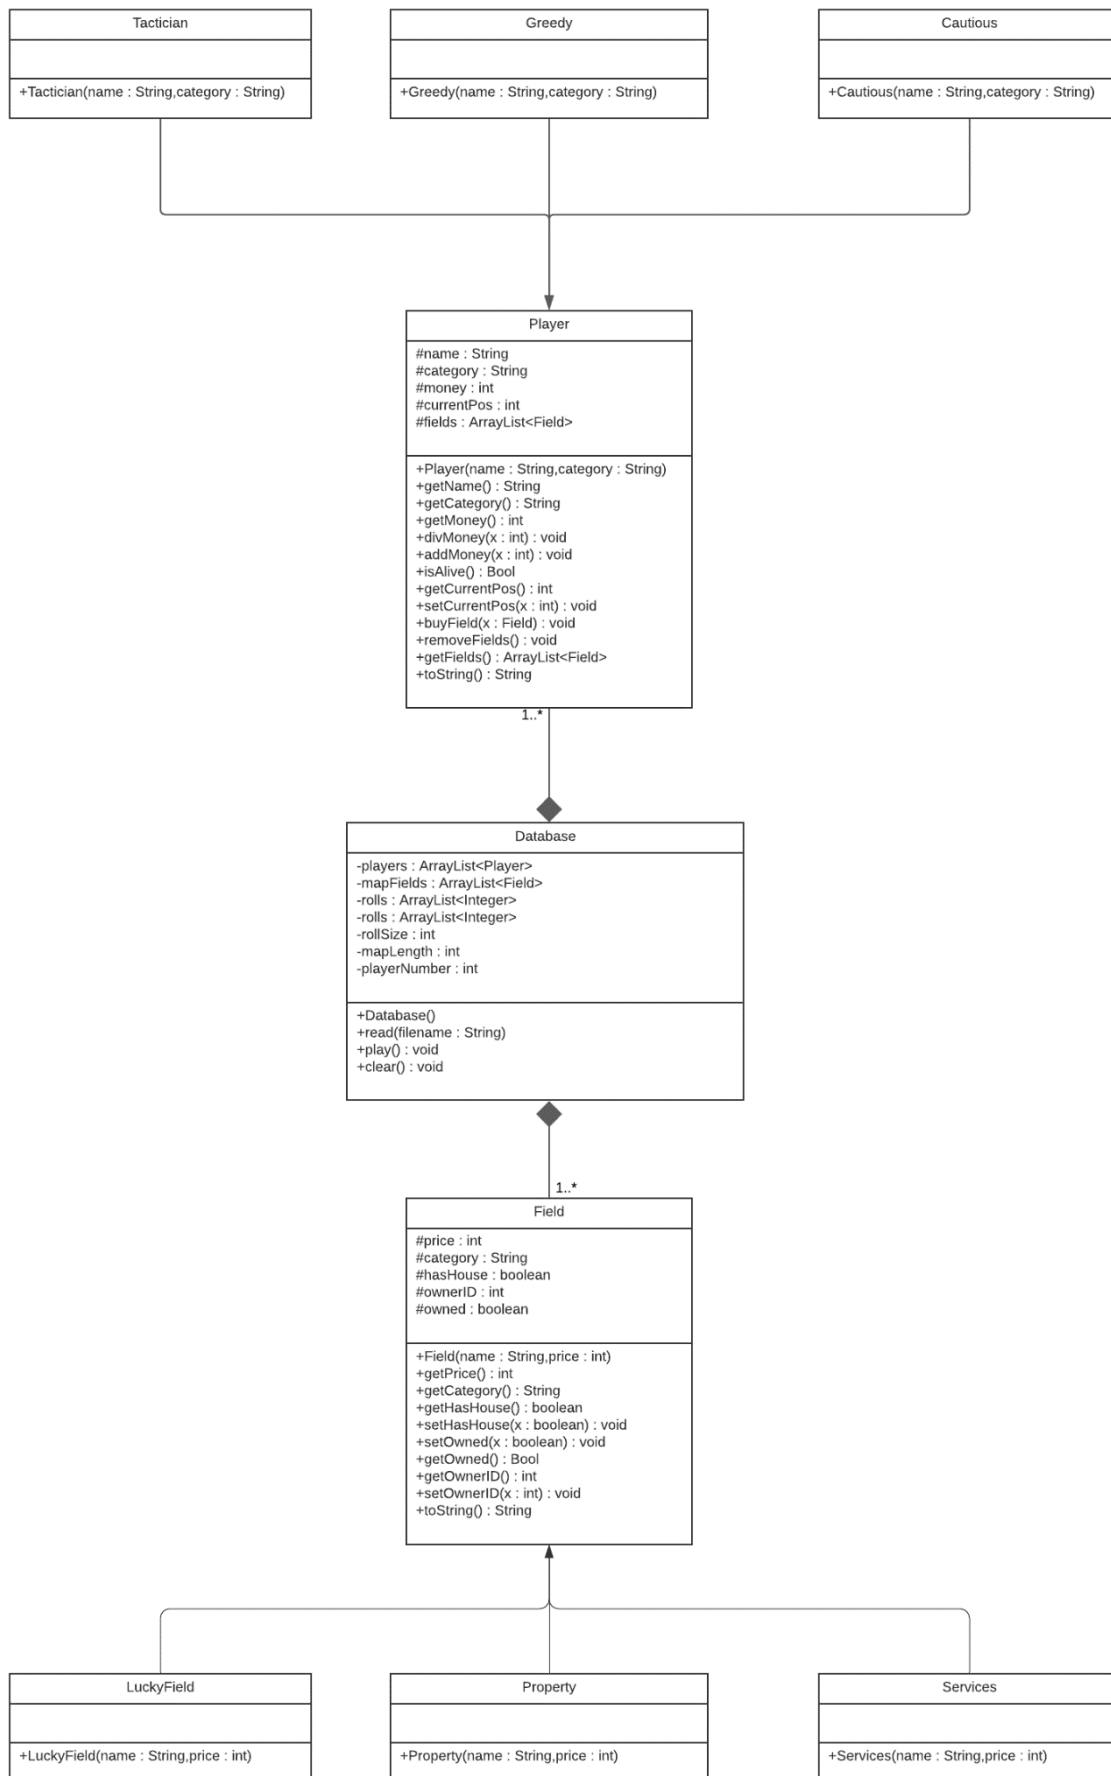 Tactician
+Tactician(name : String,category : String)
Greedy
+Greedy(name : String,category : String)
Cautious
+Cautious(name : String,category : String)
Player
#name : String
#category : String
#money : int
#currentPos : int
#fields : ArrayList<Field>
+Player(name : String,category : String)
+getName() : String
+getCategory() : String
+getMoney() : int
+divMoney(x : int) : void
+addMoney(x : int) : void
+isAlive() : Bool
+getCurrentPos() : int
+setCurrentPos(x : int) : void
+buyField(x : Field) : void
+removeFields() : void
+getFields() : ArrayList<Field>
+toString() : String
1..*
Database
-players : ArrayList<Player>
-mapFields : ArrayList<Field>
-rolls : ArrayList<Integer>
-rolls : ArrayList<Integer>
-rollSize : int
-mapLength : int
-playerNumber : int
+Database()
+read(filename : String)
+play() : void
+clear() : void
1..*
Field
#price : int
#category : String
#hasHouse : boolean
#ownerID : int
#owned : boolean
+Field(name : String,price : int)
+getPrice() : int
+getCategory() : String
+getHasHouse() : boolean
+setHasHouse(x : boolean) : void
+setOwned(x : boolean) : void
+getOwned() : Bool
+getOwnerID() : int
+setOwnerID(x : int) : void
+toString() : String
LuckyField
+LuckyField(name : String,price : int)
Property
+Property(name : String,price : int)
Services
+Services(name : String,price : int)